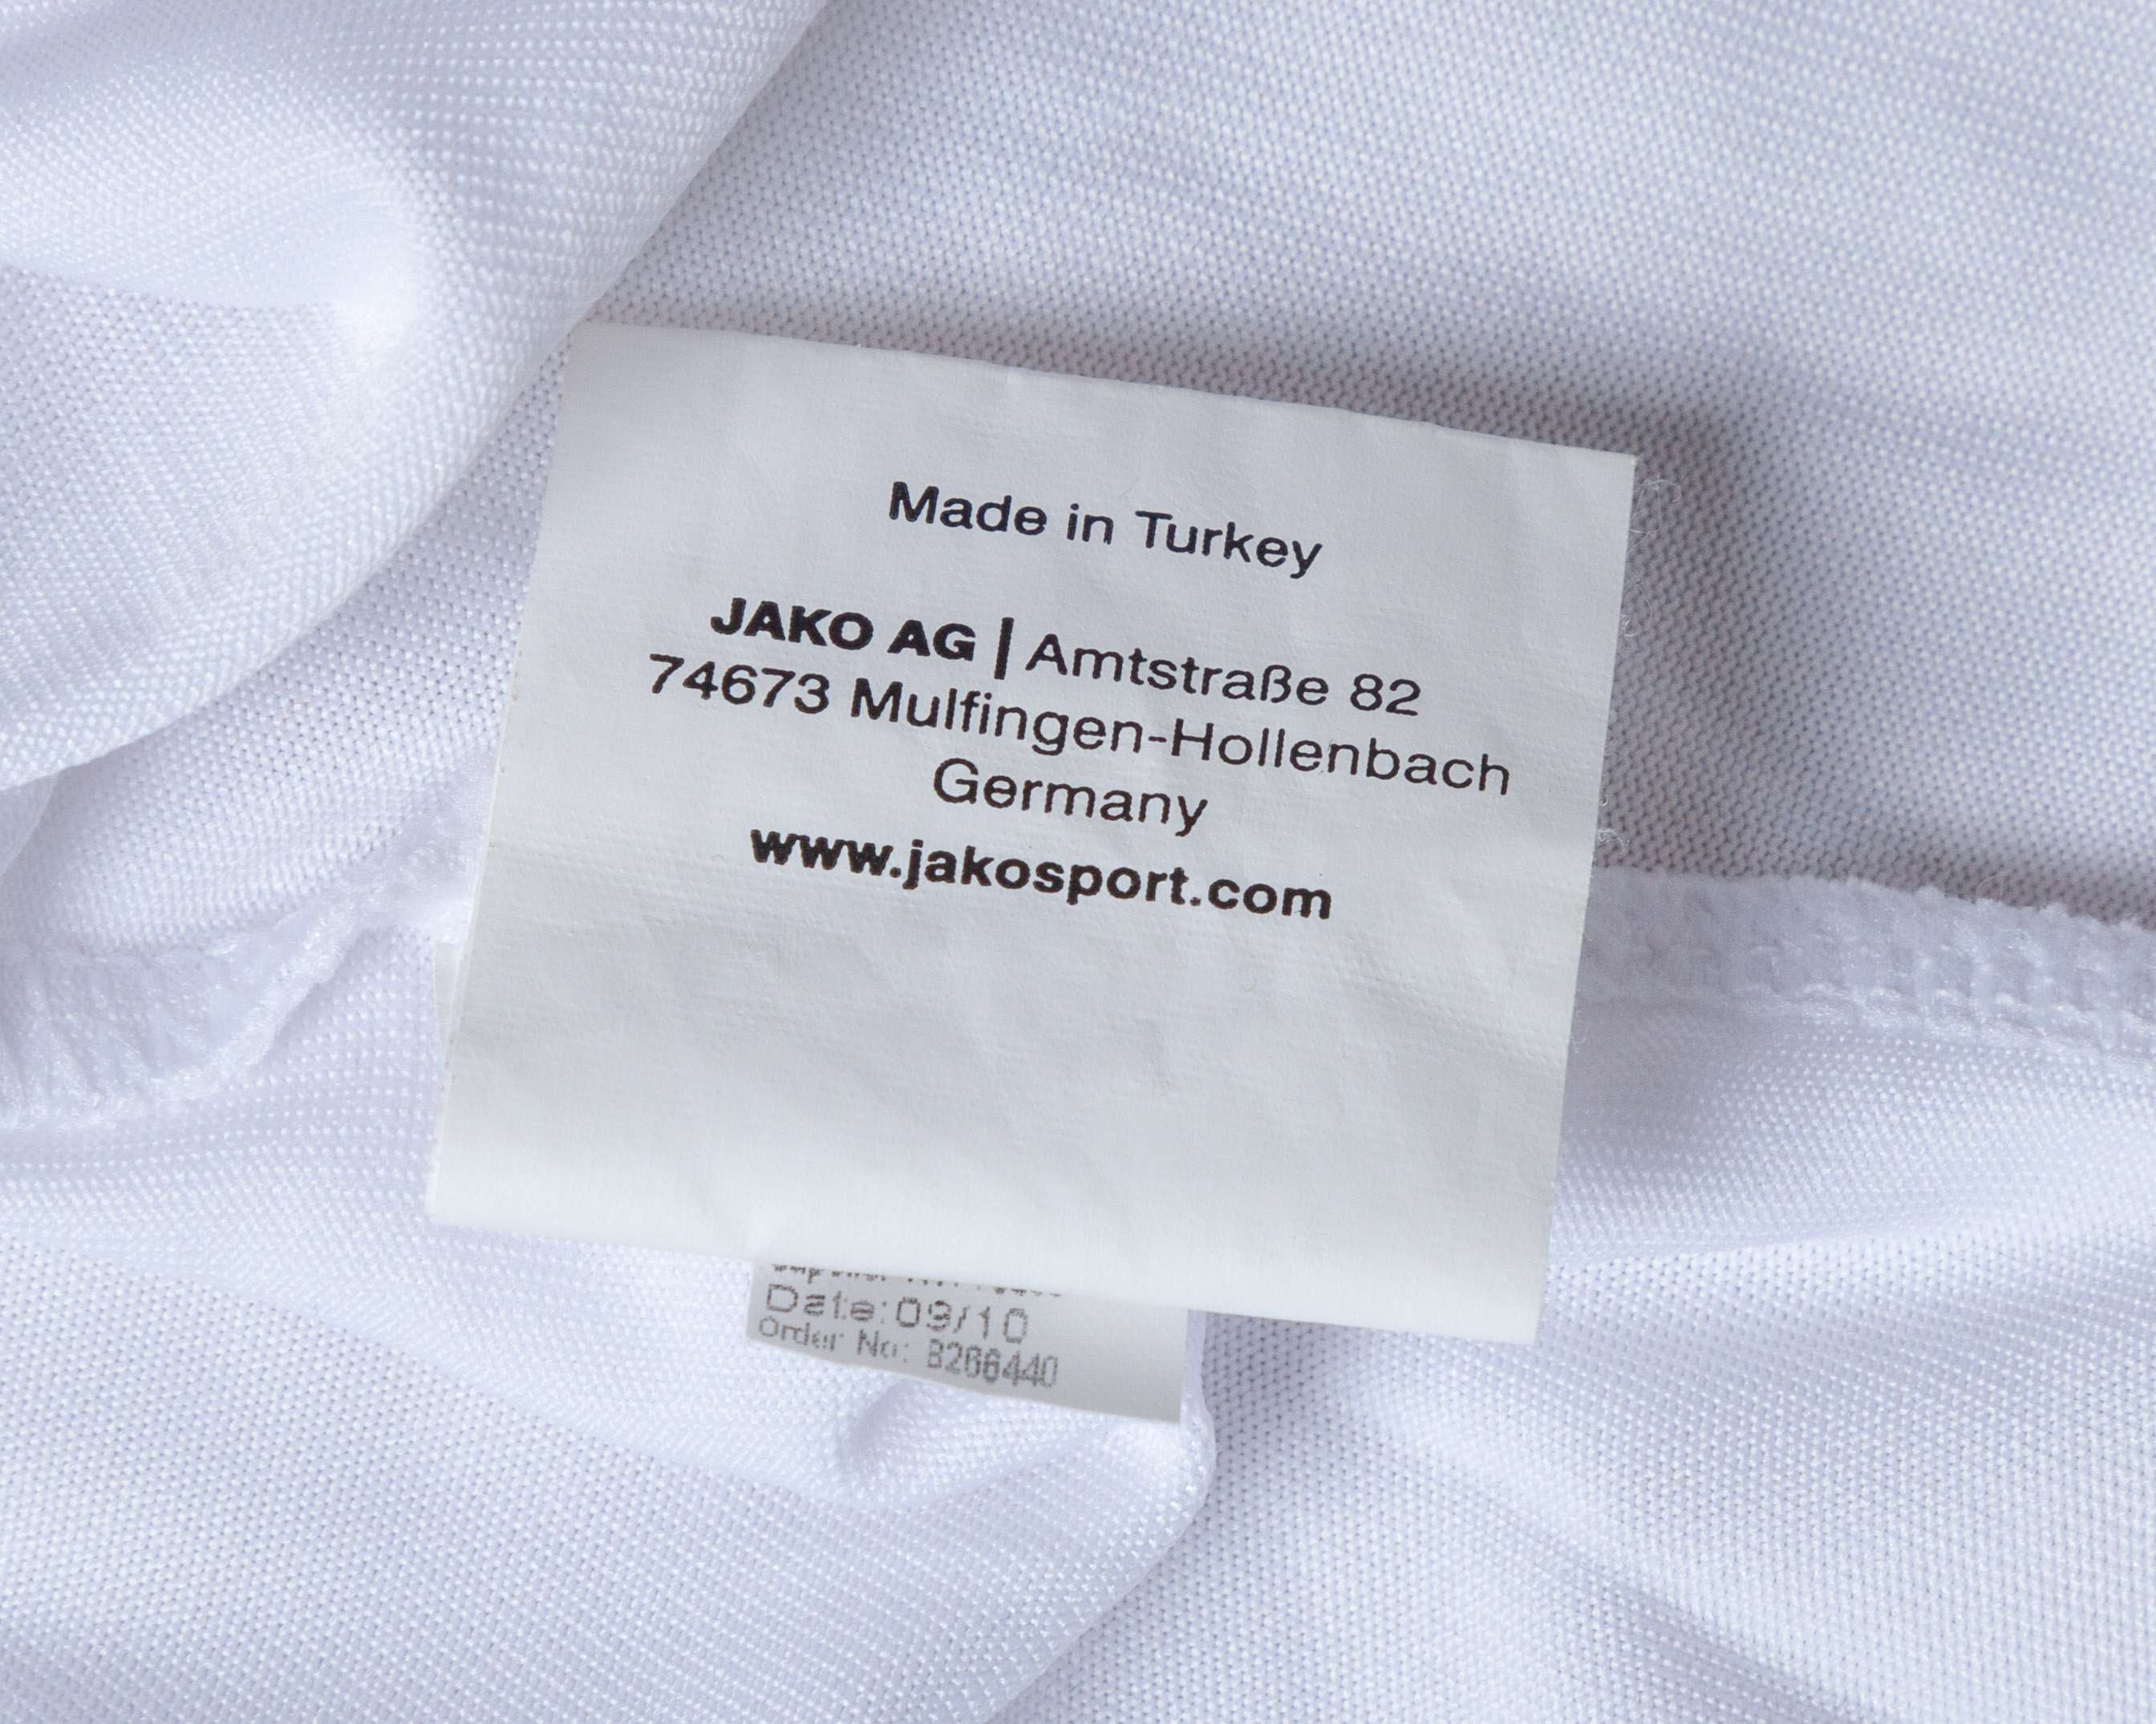 Made in Turkey
JAKO AG | Amtstraße 82
74673 Mulfingen-Hollenbach
Germany
www.jakosport.com
Date: 09/10
Order No: